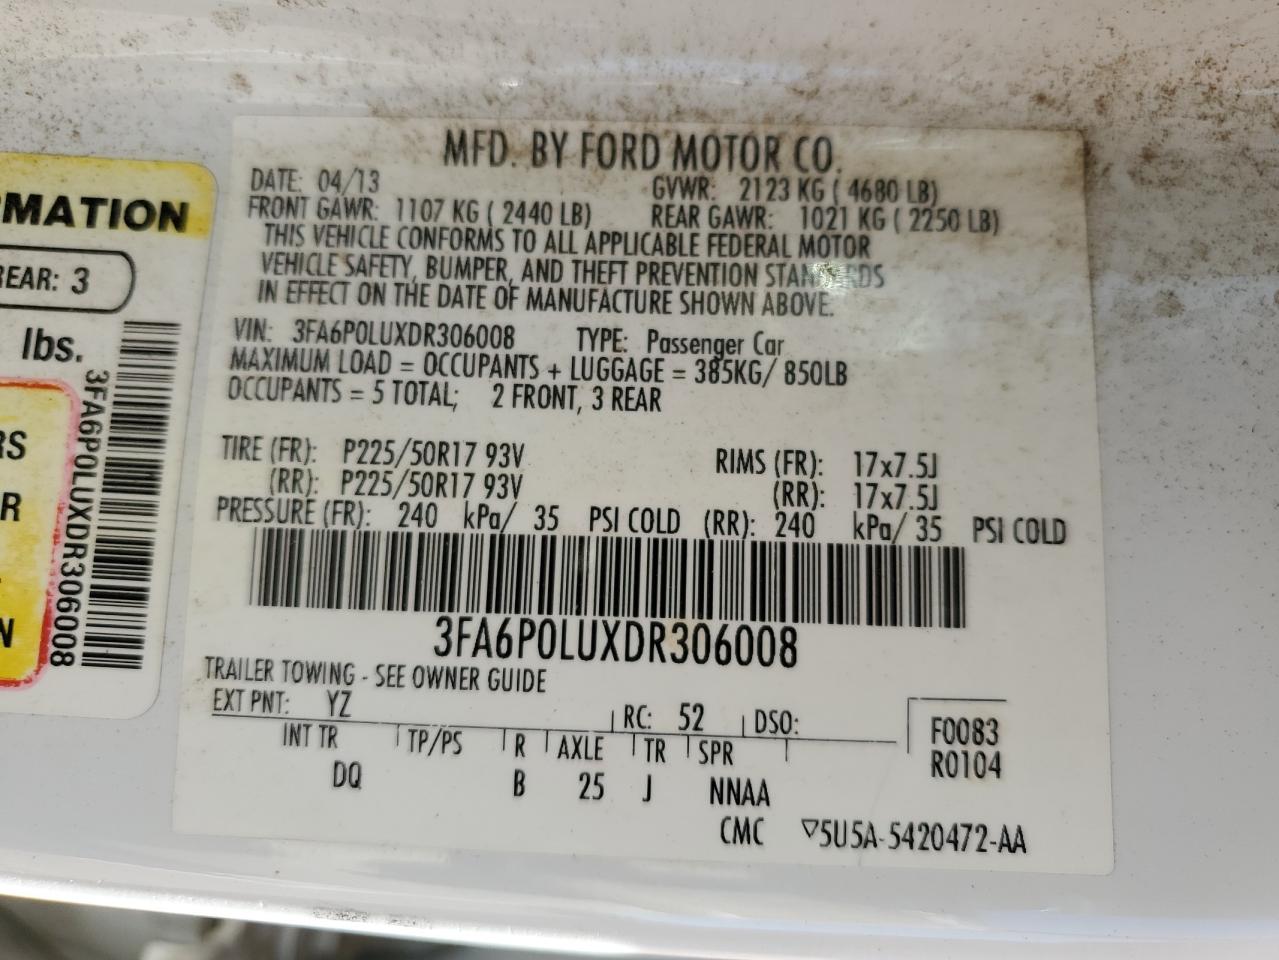 MFD. BY FORD MOTOR CO.
DATE: 04/13 GVWR: 2123 KG ( 4680 LB)
FRONT GAWR: 1107 KG ( 2440 LB) REAR GAWR: 1021 KG ( 2250 LB)
THIS VEHICLE CONFORMS TO ALL APPLICABLE FEDERAL MOTOR
VEHICLE SAFETY, BUMPER, AND THEFT PREVENTION STANDARDS
IN EFFECT ON THE DATE OF MANUFACTURE SHOWN ABOVE.
VIN: 3FA6P0LUXDR306008 TYPE: Passenger Car
MAXIMUM LOAD = OCCUPANTS + LUGGAGE = 385KG/ 850LB
OCCUPANTS = 5 TOTAL; 2 FRONT, 3 REAR
TIRE (FR): P225/50R17 93V RIMS (FR): 17x7.5J
(RR): P225/50R17 93V (RR): 17x7.5J
PRESSURE (FR): 240 kPa/ 35 PSI COLD (RR): 240 kPa/ 35 PSI COLD
3FA6P0LUXDR306008
TRAILER TOWING - SEE OWNER GUIDE
EXT PNT: YZ RC: 52 DSO: F0083
R0104
INT TR TP/PS R AXLE TR SPR
DQ B 25 J NNAA
CMC ▽5U5A-5420472-AA
RMATION
REAR: 3
lbs.
3FA6P0LUXDR306008
RS
R
N